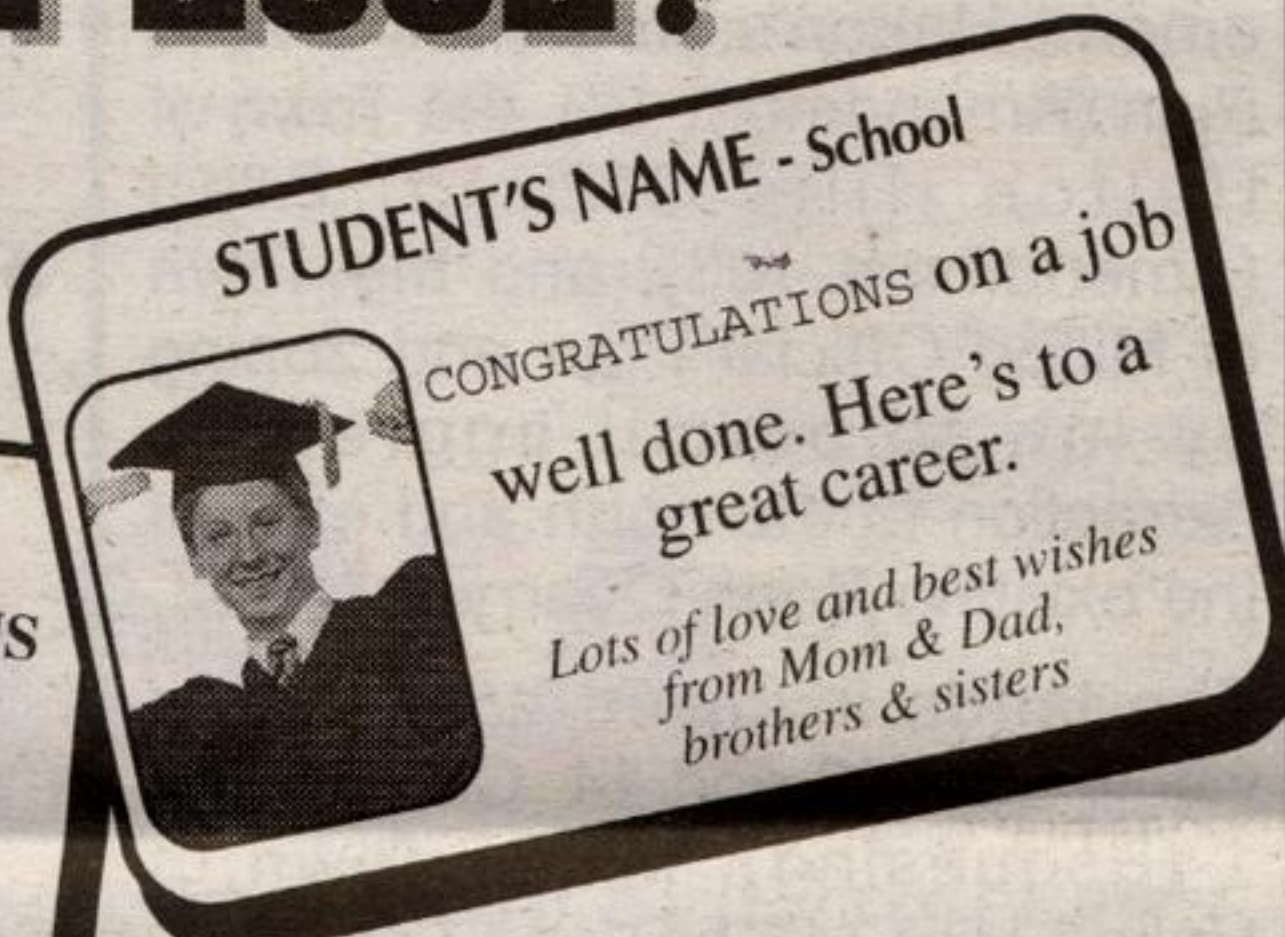 STUDENT'S NAME - School
CONGRATULATIONS on a job
well done. Here's to a
great career.
Lots of love and best wishes
from Mom & Dad,
brothers & sisters